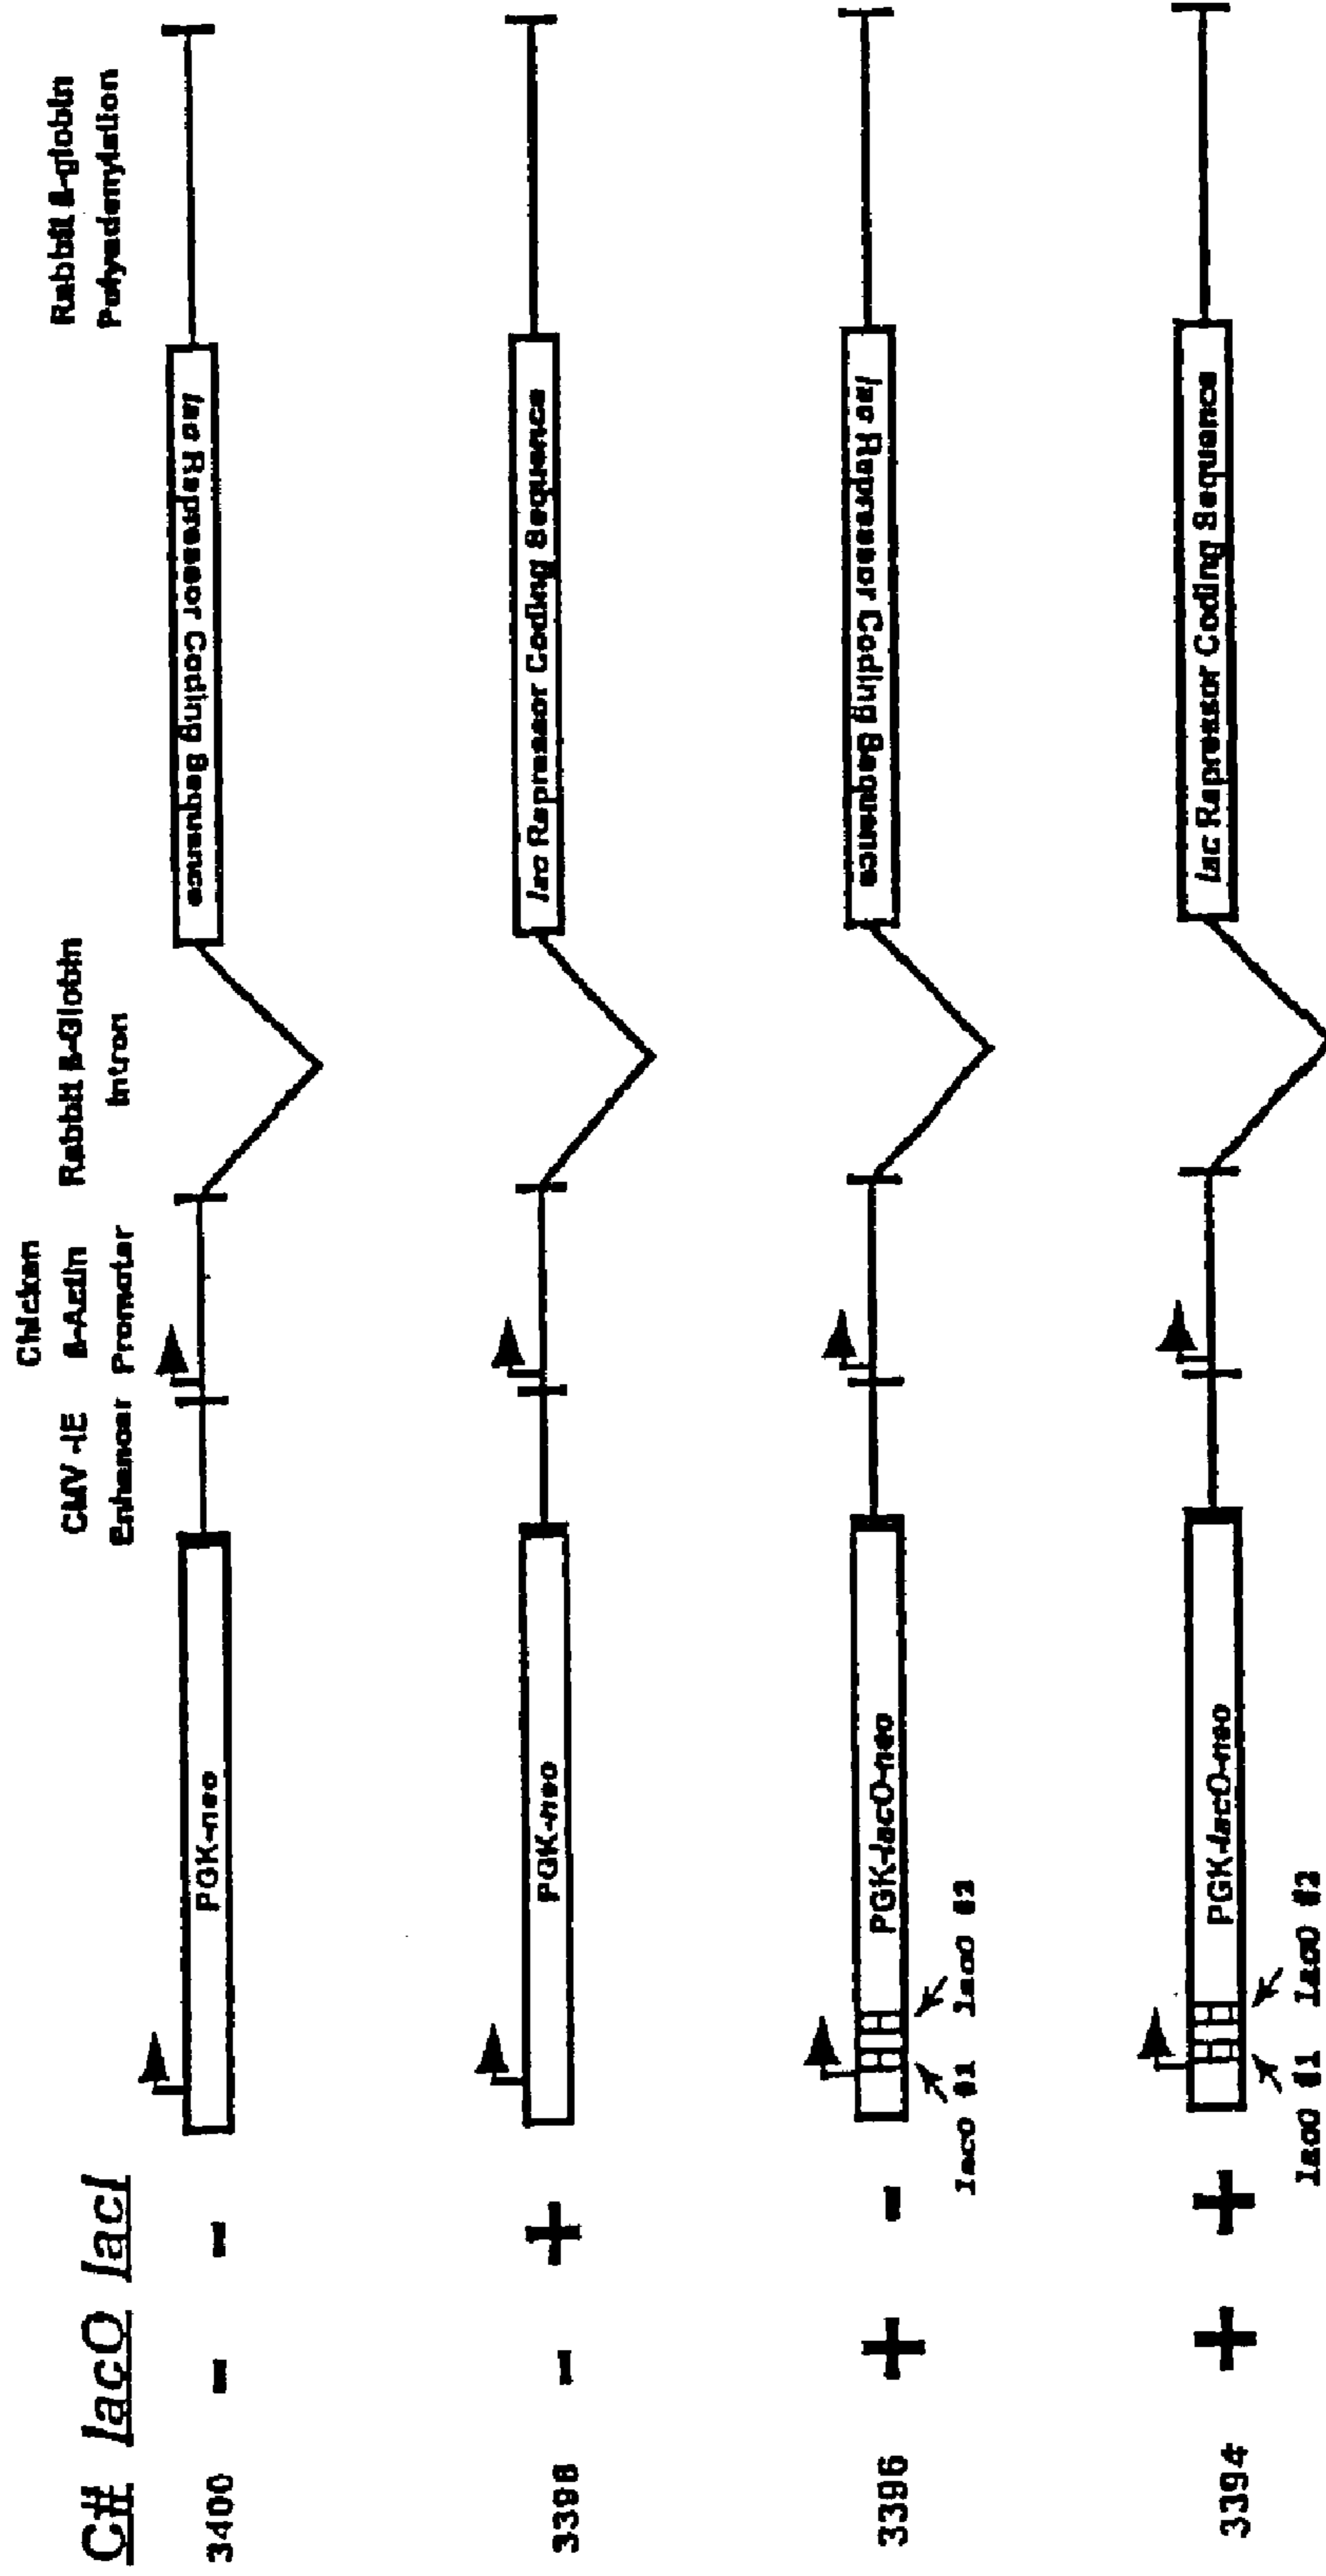 C# lacO lacI
CMV-IE
Enhancer
Chicken
β-Actin
Promoter
Rabbit β-Globin
Intron
Rabbit β-globin
Polyadenylation
3400 - -
PGK-neo
lac Repressor Coding Sequence
3398 - +
PGK-neo
lac Repressor Coding Sequence
3396 + -
PGK-lacO-neo
lac Repressor Coding Sequence
lacO #1 lacO #2
3394 + +
PGK-lacO-neo
lac Repressor Coding Sequence
lacO #1 lacO #2